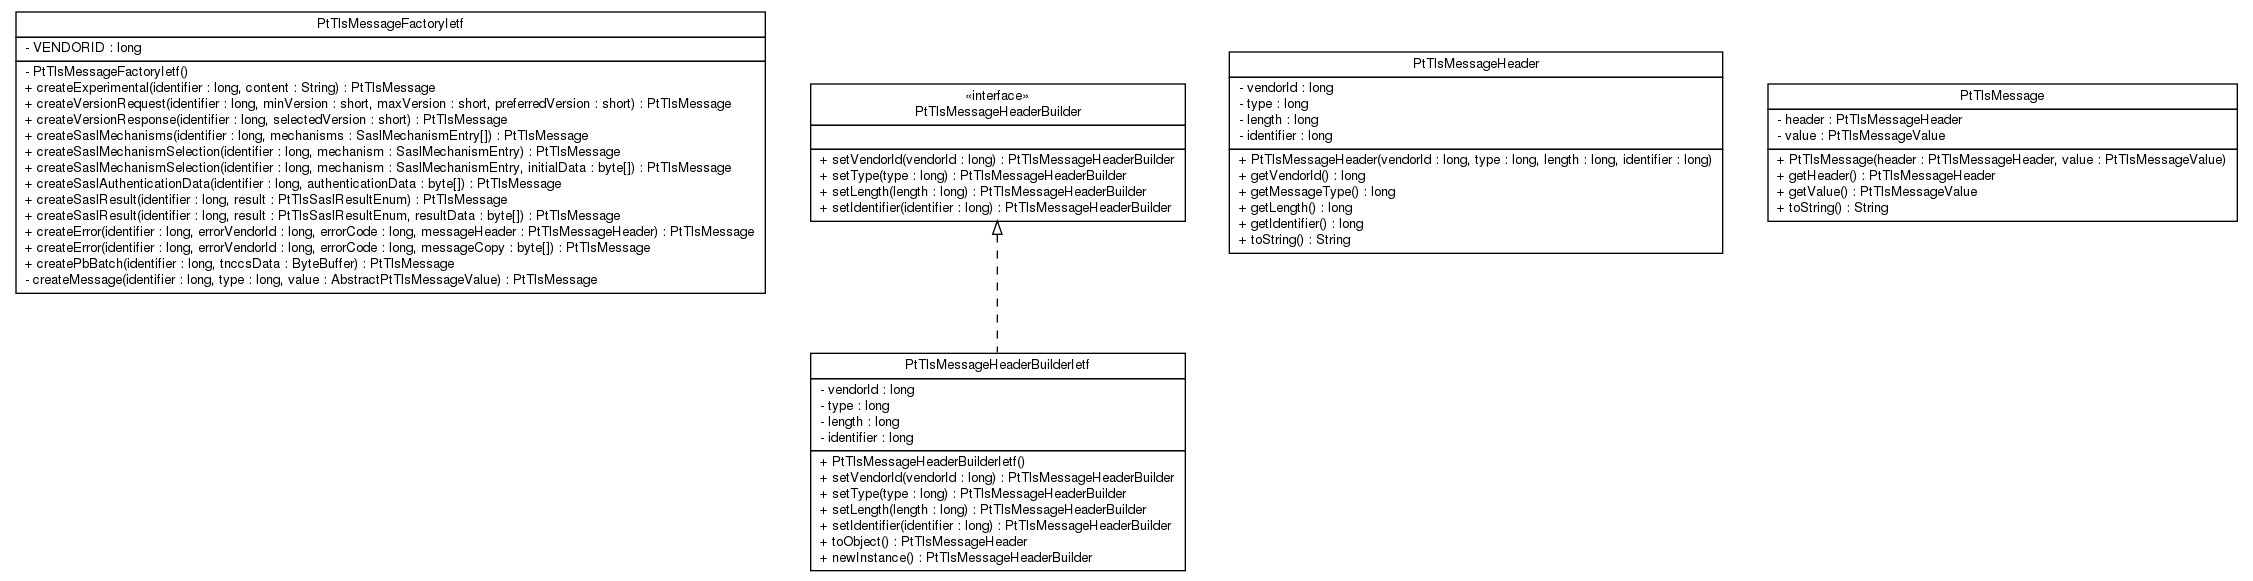 PtTlsMessageFactoryIetf
- VENDORID : long
- PtTlsMessageFactoryIetf()
+ createExperimental(identifier : long, content : String) : PtTlsMessage
+ createVersionRequest(identifier : long, minVersion : short, maxVersion : short, preferredVersion : short) : PtTlsMessage
+ createVersionResponse(identifier : long, selectedVersion : short) : PtTlsMessage
+ createSaslMechanisms(identifier : long, mechanisms : SaslMechanismEntry[]) : PtTlsMessage
+ createSaslMechanismSelection(identifier : long, mechanism : SaslMechanismEntry) : PtTlsMessage
+ createSaslMechanismSelection(identifier : long, mechanism : SaslMechanismEntry, initialData : byte[]) : PtTlsMessage
+ createSaslAuthenticationData(identifier : long, authenticationData : byte[]) : PtTlsMessage
+ createSaslResult(identifier : long, result : PtTlsSaslResultEnum) : PtTlsMessage
+ createSaslResult(identifier : long, result : PtTlsSaslResultEnum, resultData : byte[]) : PtTlsMessage
+ createError(identifier : long, errorVendorId : long, errorCode : long, messageHeader : PtTlsMessageHeader) : PtTlsMessage
+ createError(identifier : long, errorVendorId : long, errorCode : long, messageCopy : byte[]) : PtTlsMessage
+ createPbBatch(identifier : long, tnccsData : ByteBuffer) : PtTlsMessage
- createMessage(identifier : long, type : long, value : AbstractPtTlsMessageValue) : PtTlsMessage
«interface»
PtTlsMessageHeaderBuilder
+ setVendorId(vendorId : long) : PtTlsMessageHeaderBuilder
+ setType(type : long) : PtTlsMessageHeaderBuilder
+ setLength(length : long) : PtTlsMessageHeaderBuilder
+ setIdentifier(identifier : long) : PtTlsMessageHeaderBuilder
PtTlsMessageHeaderBuilderIetf
- vendorId : long
- type : long
- length : long
- identifier : long
+ PtTlsMessageHeaderBuilderIetf()
+ setVendorId(vendorId : long) : PtTlsMessageHeaderBuilder
+ setType(type : long) : PtTlsMessageHeaderBuilder
+ setLength(length : long) : PtTlsMessageHeaderBuilder
+ setIdentifier(identifier : long) : PtTlsMessageHeaderBuilder
+ toObject() : PtTlsMessageHeader
+ newInstance() : PtTlsMessageHeaderBuilder
PtTlsMessageHeader
- vendorId : long
- type : long
- length : long
- identifier : long
+ PtTlsMessageHeader(vendorId : long, type : long, length : long, identifier : long)
+ getVendorId() : long
+ getMessageType() : long
+ getLength() : long
+ getIdentifier() : long
+ toString() : String
PtTlsMessage
- header : PtTlsMessageHeader
- value : PtTlsMessageValue
+ PtTlsMessage(header : PtTlsMessageHeader, value : PtTlsMessageValue)
+ getHeader() : PtTlsMessageHeader
+ getValue() : PtTlsMessageValue
+ toString() : String